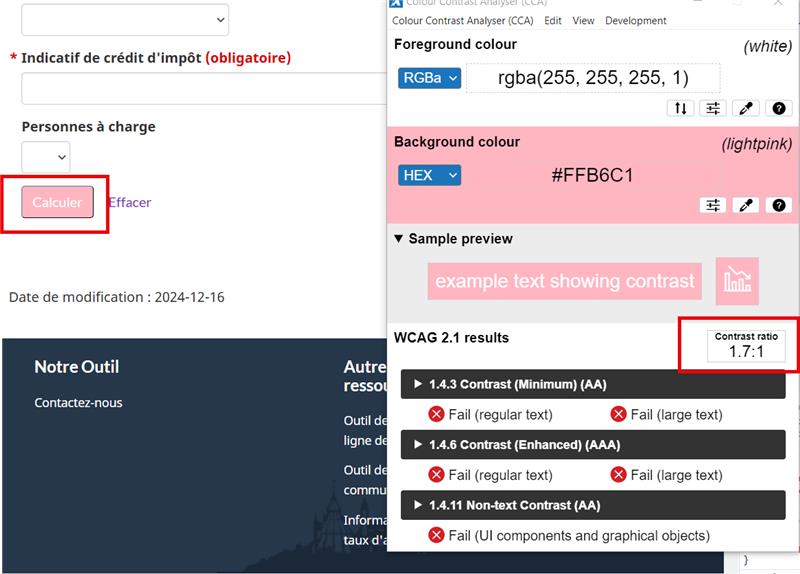 * Indicatif de crédit d'impôt (obligatoire)
Personnes à charge
Calculer
Effacer
Date de modification : 2024-12-16
Notre Outil
Contactez-nous
Autre
resso
Outil de
ligne de
Outil de
commu
Informa
taux d'a
Colour Contrast Analyser (CCA)
Colour Contrast Analyser (CCA) Edit View Development
Foreground colour (white)
RGBa rgba(255, 255, 255, 1)
Background colour (lightpink)
HEX #FFB6C1
▼ Sample preview
example text showing contrast
WCAG 2.1 results
Contrast ratio
1.7:1
1.4.3 Contrast (Minimum) (AA)
Fail (regular text) Fail (large text)
1.4.6 Contrast (Enhanced) (AAA)
Fail (regular text) Fail (large text)
1.4.11 Non-text Contrast (AA)
Fail (UI components and graphical objects)
}